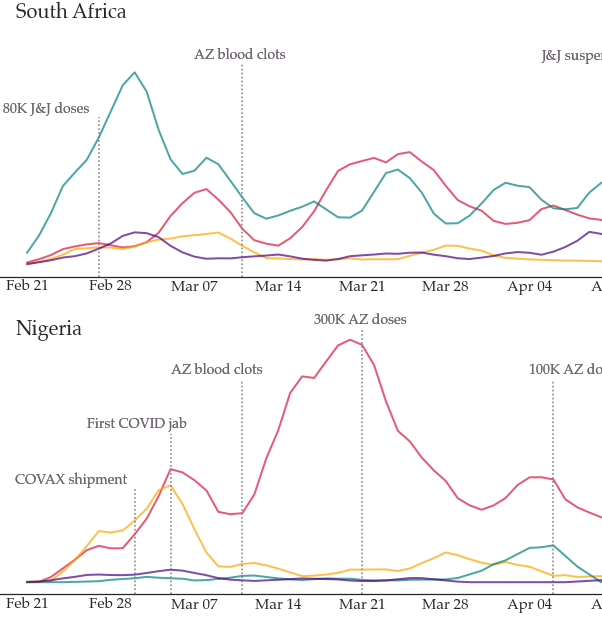 South Africa
AZ blood clots
J&J
80K J&J doses
Feb 21 Feb 28 Mar 07 Mar 14 Mar 21 Mar 28 Apr 04
Nigeria
300K AZ doses
AZ blood clots
100K AZ
First COVID jab
COVAX shipment
Feb 21 Feb 28 Mar 07 Mar 14 Mar 21 Mar 28 Apr 04